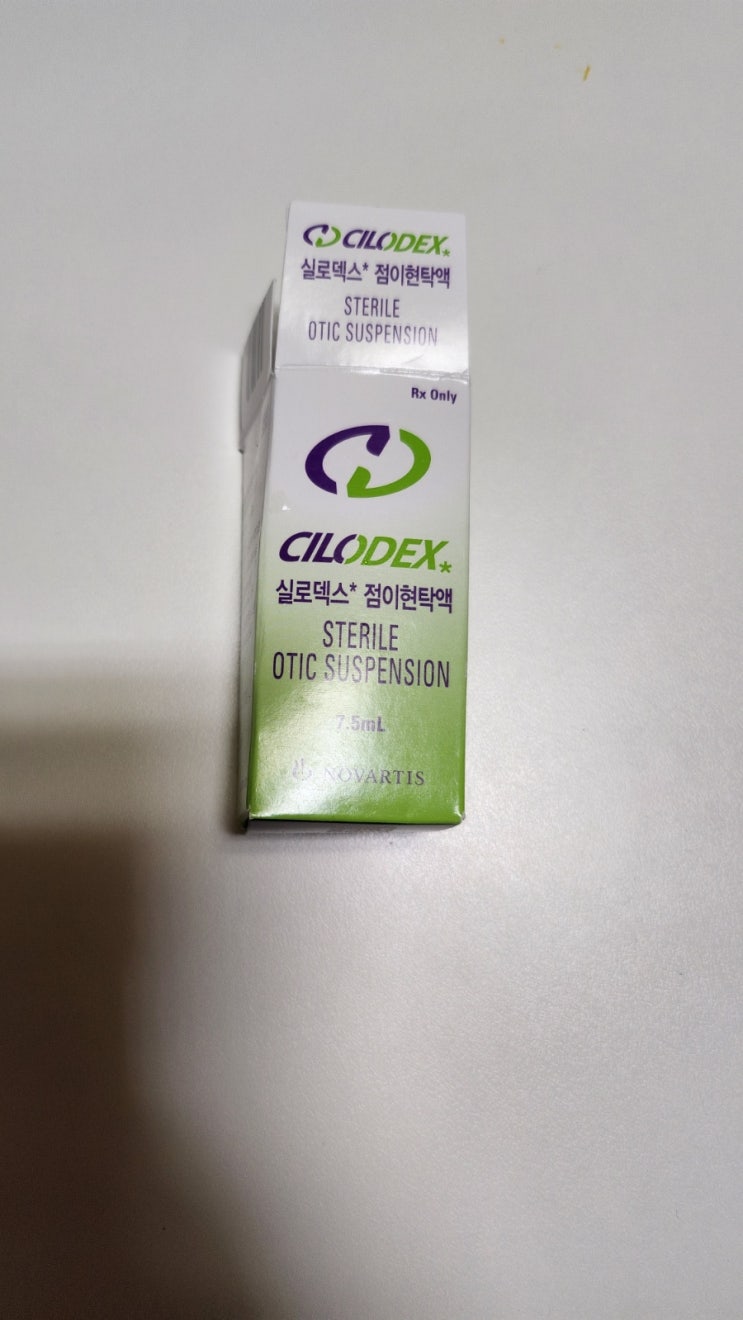 CILODEX*
실로덱스* 점이현탁액
STERILE
OTIC SUSPENSION
Rx Only
CILODEX*
실로덱스* 점이현탁액
STERILE
OTIC SUSPENSION
7.5mL
NOVARTIS